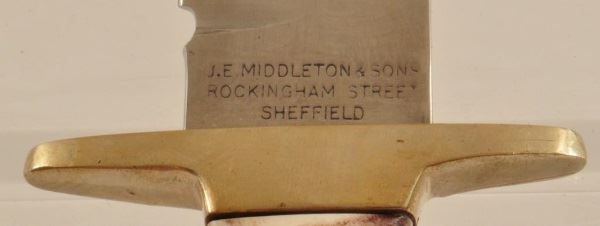 J.E. MIDDLETON & SONS
ROCKINGHAM STREET
SHEFFIELD